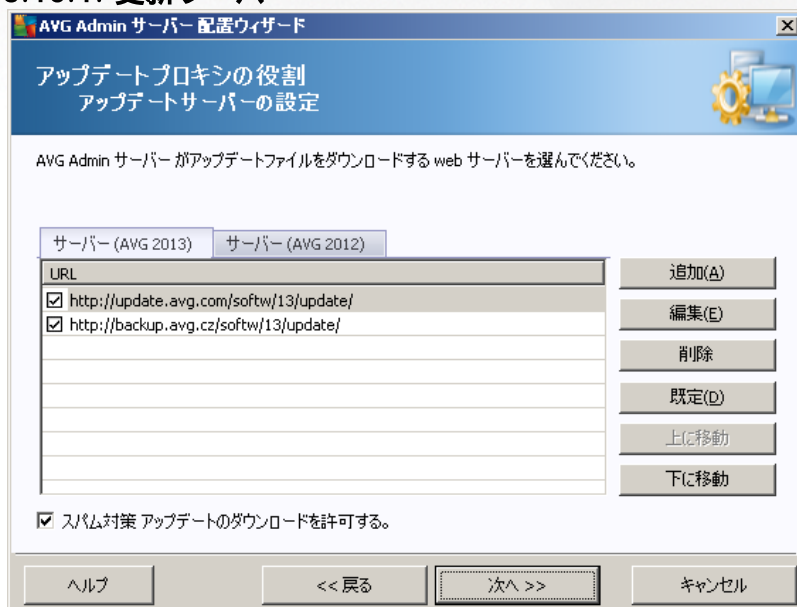 AVG Admin サーバー 配置ウィザード
アップデートプロキシの役割
アップデートサーバーの設定
AVG Admin サーバー がアップデートファイルをダウンロードする web サーバーを選んでください。
サーバー (AVG 2013) サーバー (AVG 2012)
URL
http://update.avg.com/softw/13/update/
http://backup.avg.cz/softw/13/update/
追加(A)
編集(E)
削除
既定(D)
上に移動
下に移動
スパム対策 アップデートのダウンロードを許可する。
ヘルプ << 戻る 次へ >> キャンセル